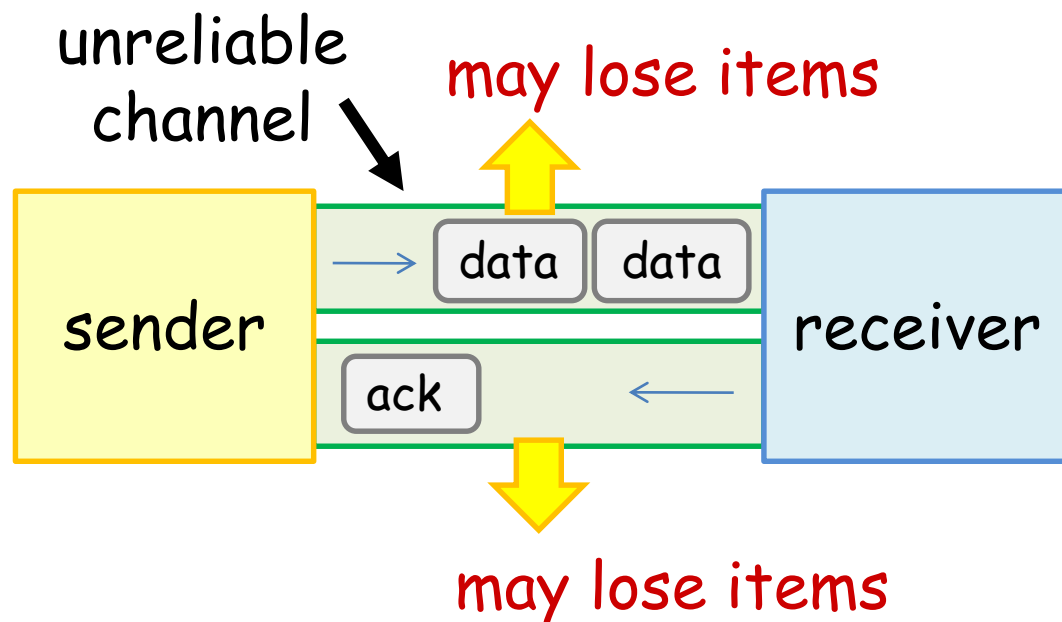 unreliable
channel
may lose items
data
data
sender
receiver
ack
may lose items